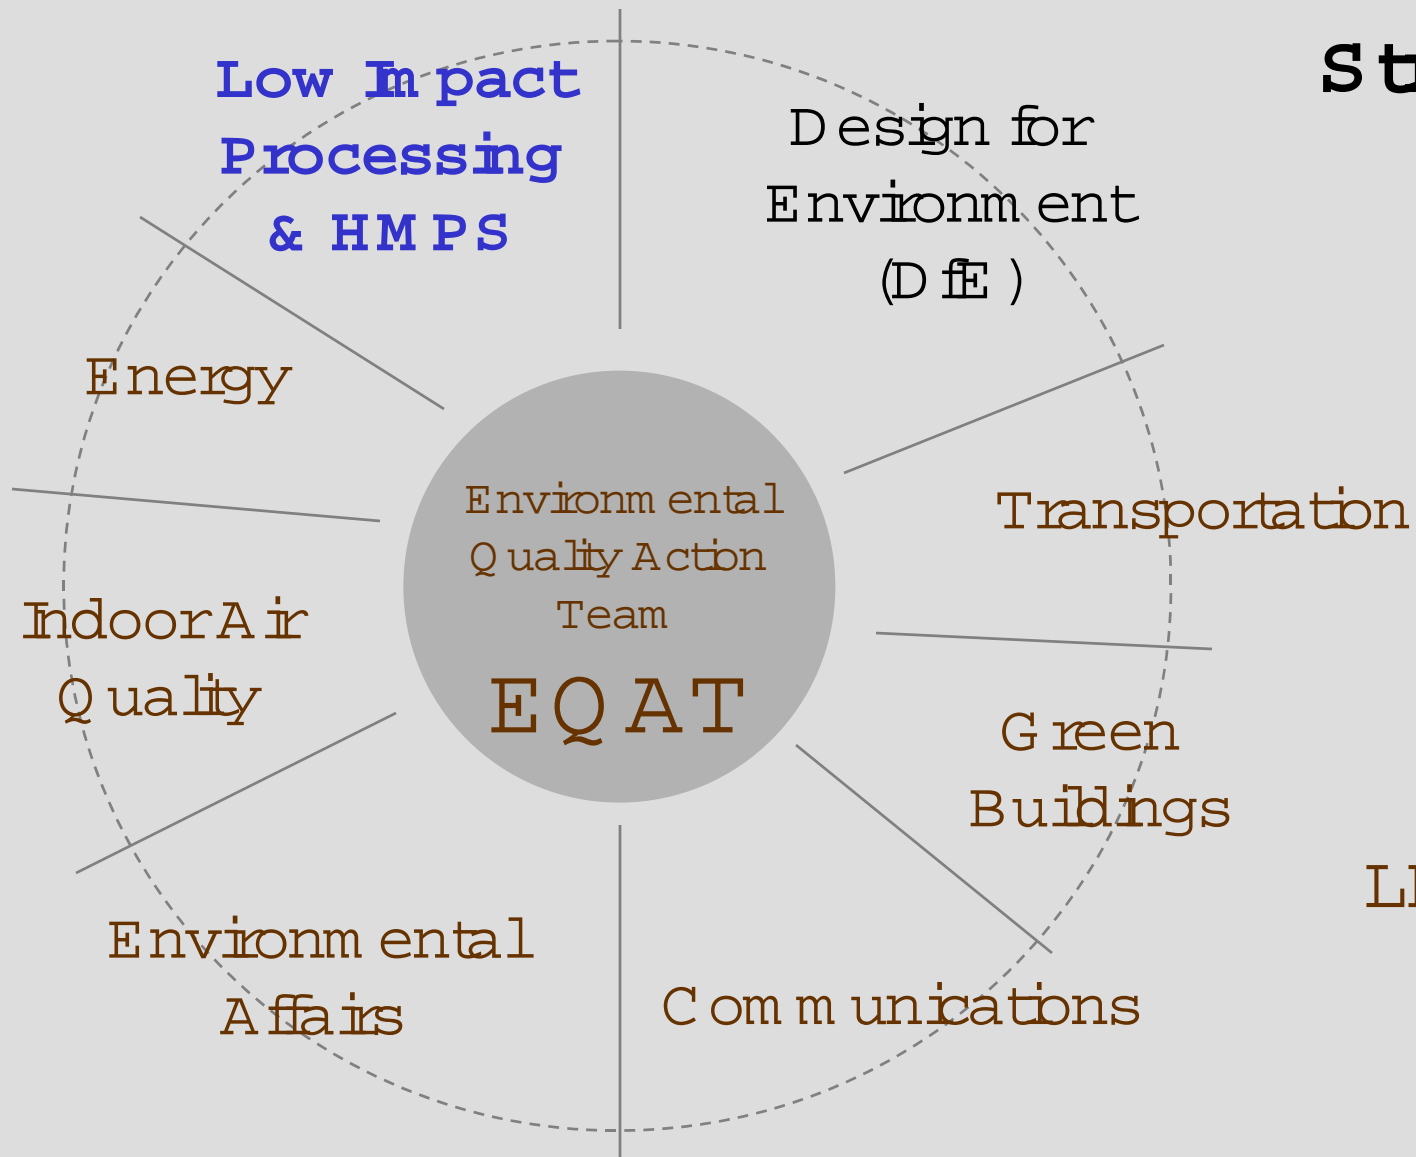 Low Impact
Processing
& HMPS
Design for
Environment
(DfE)
Energy
Transportation
Environmental
Quality Action
Team
EQAT
Indoor Air
Quality
Green
Buildings
Environmental
Affairs
Communications